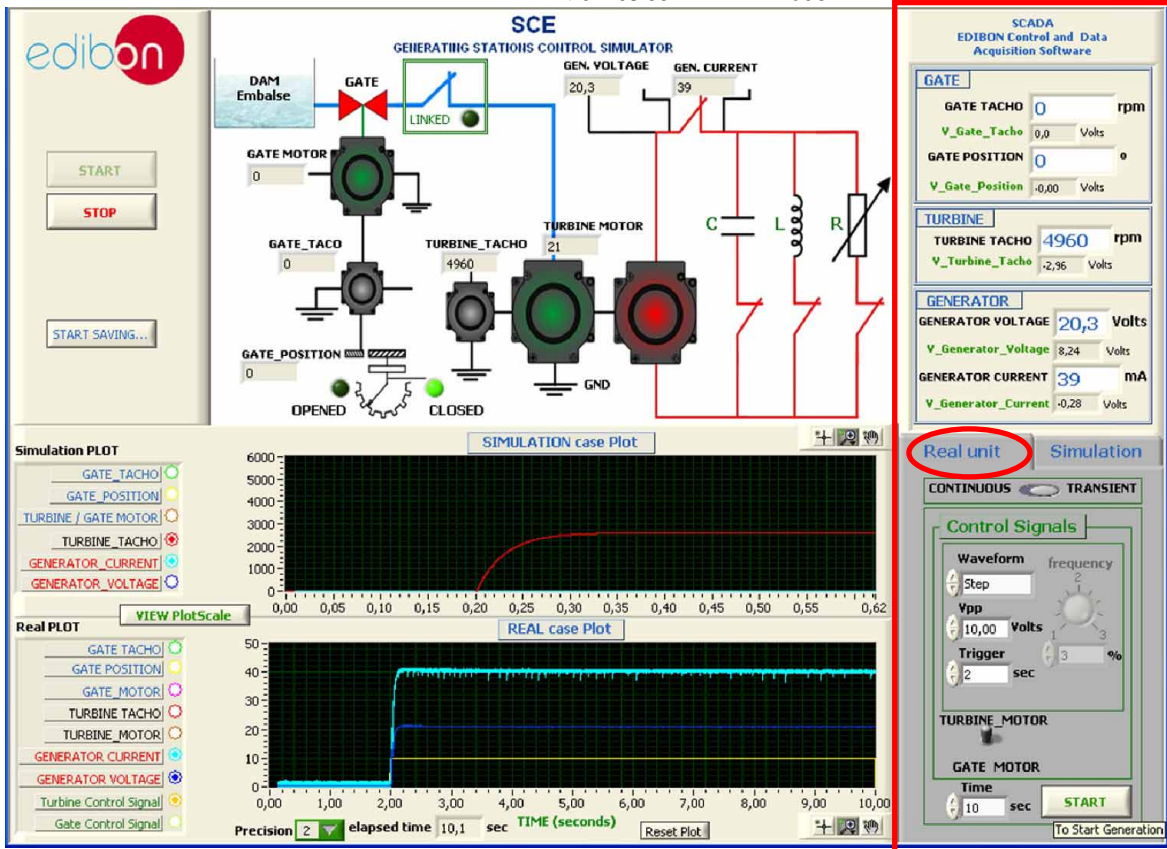 edibon
SCE
GENERATING STATIONS CONTROL SIMULATOR
START
STOP
START SAVING...
DAM
Embalse
GATE
LINKED
GEN. VOLTAGE
20,3
GEN. CURRENT
39
GATE MOTOR
0
GATE_TACO
0
TURBINE_TACHO
4960
TURBINE MOTOR
21
C
L
R
GATE_POSITION
0
OPENED
CLOSED
GND
SCADA
EDIBON Control and Data
Acquisition Software
GATE
GATE TACHO 0 rpm
V_Gate_Tacho 0,0 Volts
GATE POSITION 0 º
V_Gate_Position -0,00 Volts
TURBINE
TURBINE TACHO 4960 rpm
V_Turbine_Tacho -2,96 Volts
GENERATOR
GENERATOR VOLTAGE 20,3 Volts
V_Generator_Voltage 8,24 Volts
GENERATOR CURRENT 39 mA
V_Generator_Current -0,28 Volts
Real unit Simulation
CONTINUOUS TRANSIENT
Control Signals
Waveform
Step
Vpp
10,00 Volts
Trigger
2 sec
frequency
2
1 3
3 %
TURBINE_MOTOR
GATE MOTOR
Time
10 sec
START
To Start Generation
Simulation PLOT
GATE_TACHO
GATE_POSITION
TURBINE / GATE MOTOR
TURBINE_TACHO
GENERATOR_CURRENT
GENERATOR_VOLTAGE
SIMULATION case Plot
6000
5000
4000
3000
2000
1000
0
0,00 0,05 0,10 0,15 0,20 0,25 0,30 0,35 0,40 0,45 0,50 0,55 0,62
VIEW PlotScale
Real PLOT
GATE TACHO
GATE POSITION
GATE_MOTOR
TURBINE TACHO
TURBINE_MOTOR
GENERATOR CURRENT
GENERATOR VOLTAGE
Turbine Control Signal
Gate Control Signal
REAL case Plot
50
40
30
20
10
0
0,00 1,00 2,00 3,00 4,00 5,00 6,00 7,00 8,00 9,00 10,00
Precision 2 elapsed time 10,1 sec TIME (seconds) Reset Plot